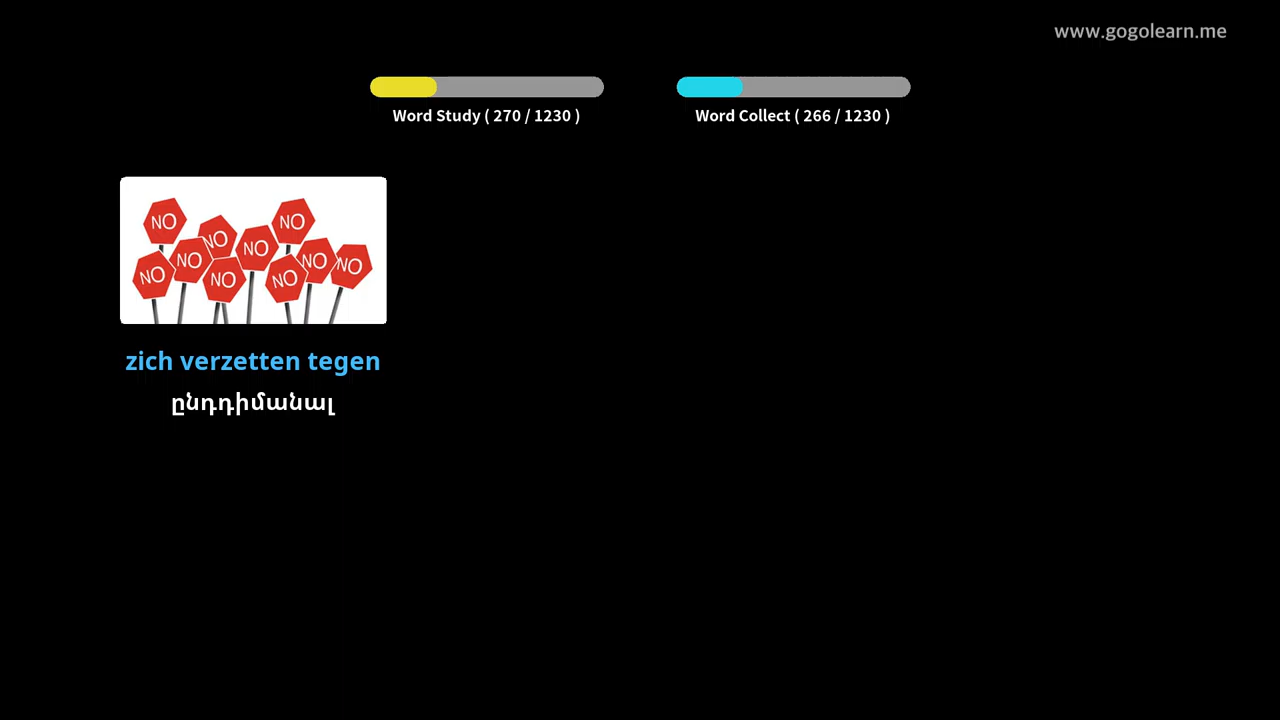 www.gogolearn.me
Word Study ( 270 / 1230 )
Word Collect ( 266 / 1230 )
NO
NO
NO
NO
NO
NO
NO
NO
NO
NO
zich verzetten tegen
ընդդիմանալ